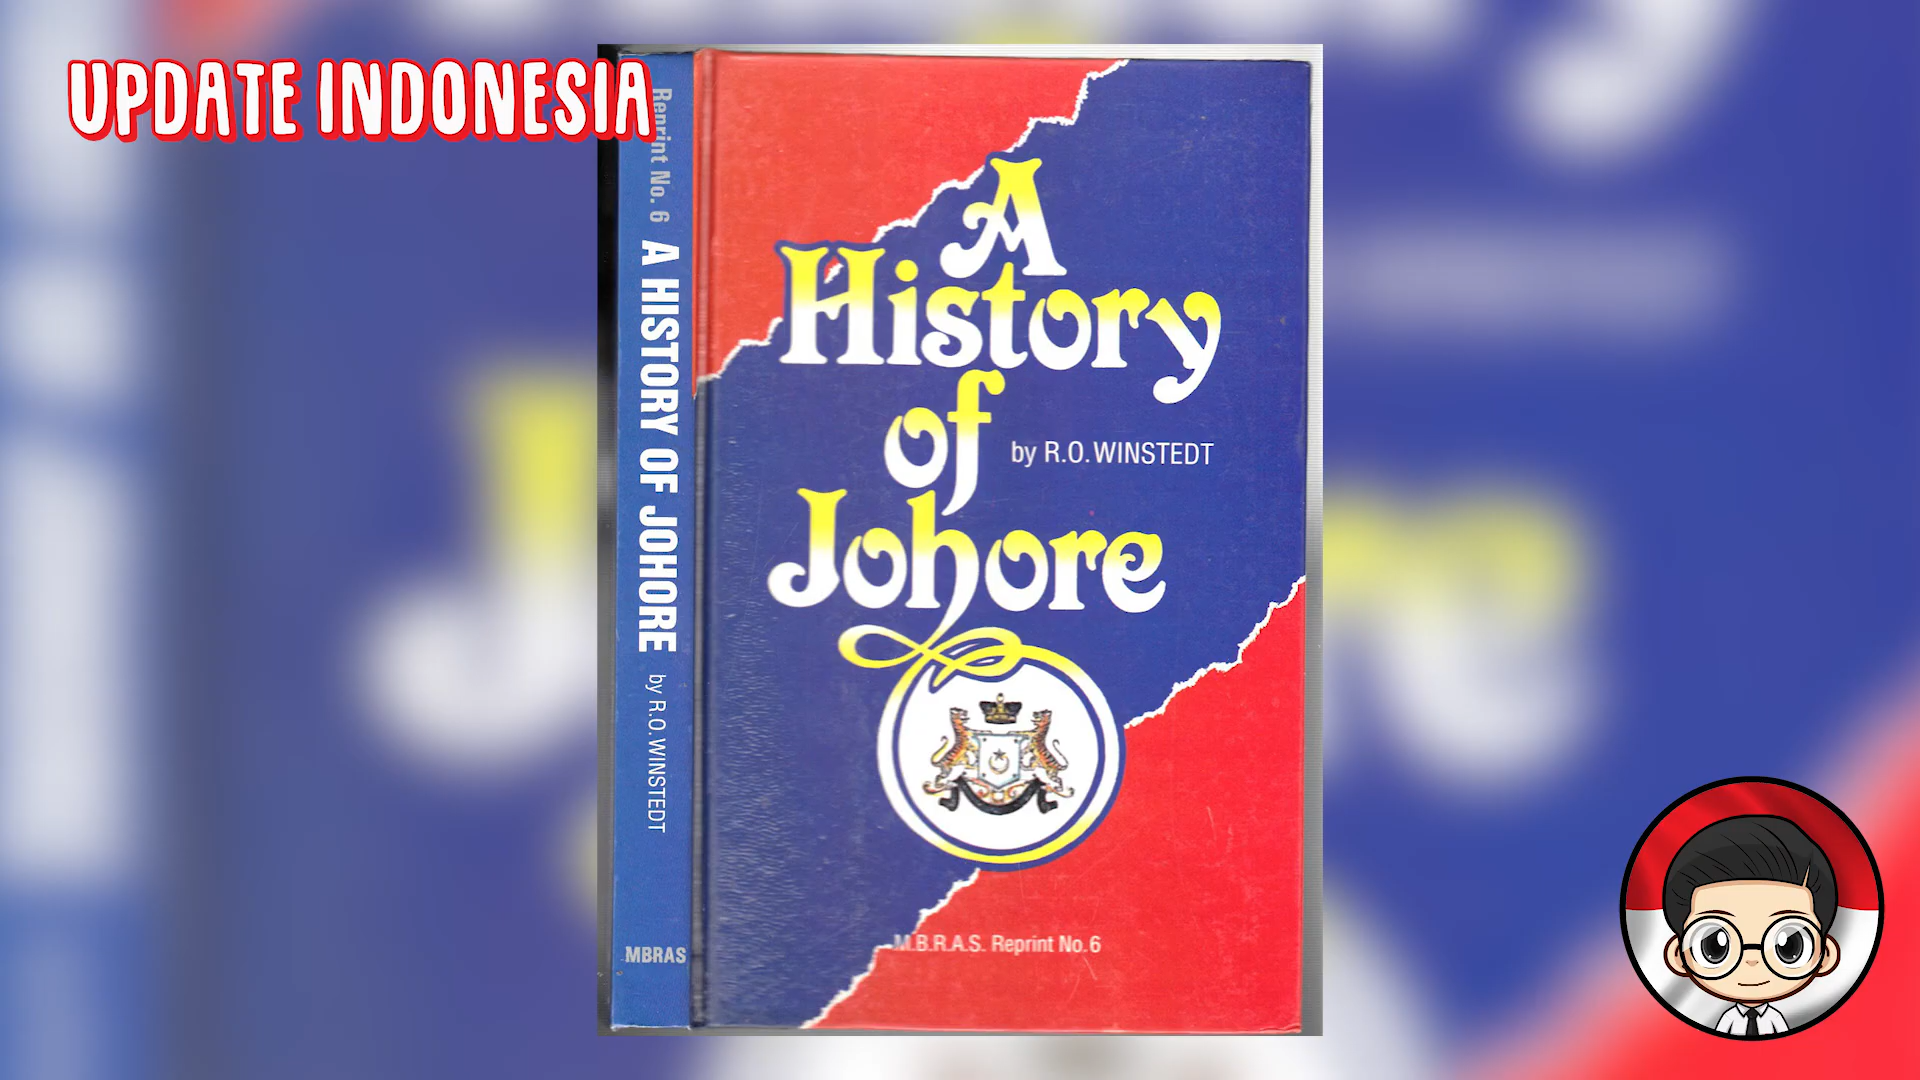 UPDATE INDONESIA
Reprint No. 6 A HISTORY OF JOHORE by R.O. WINSTEDT
MBRAS
A
History
of
by R.O. WINSTEDT
Johore
M.B.R.A.S. Reprint No. 6